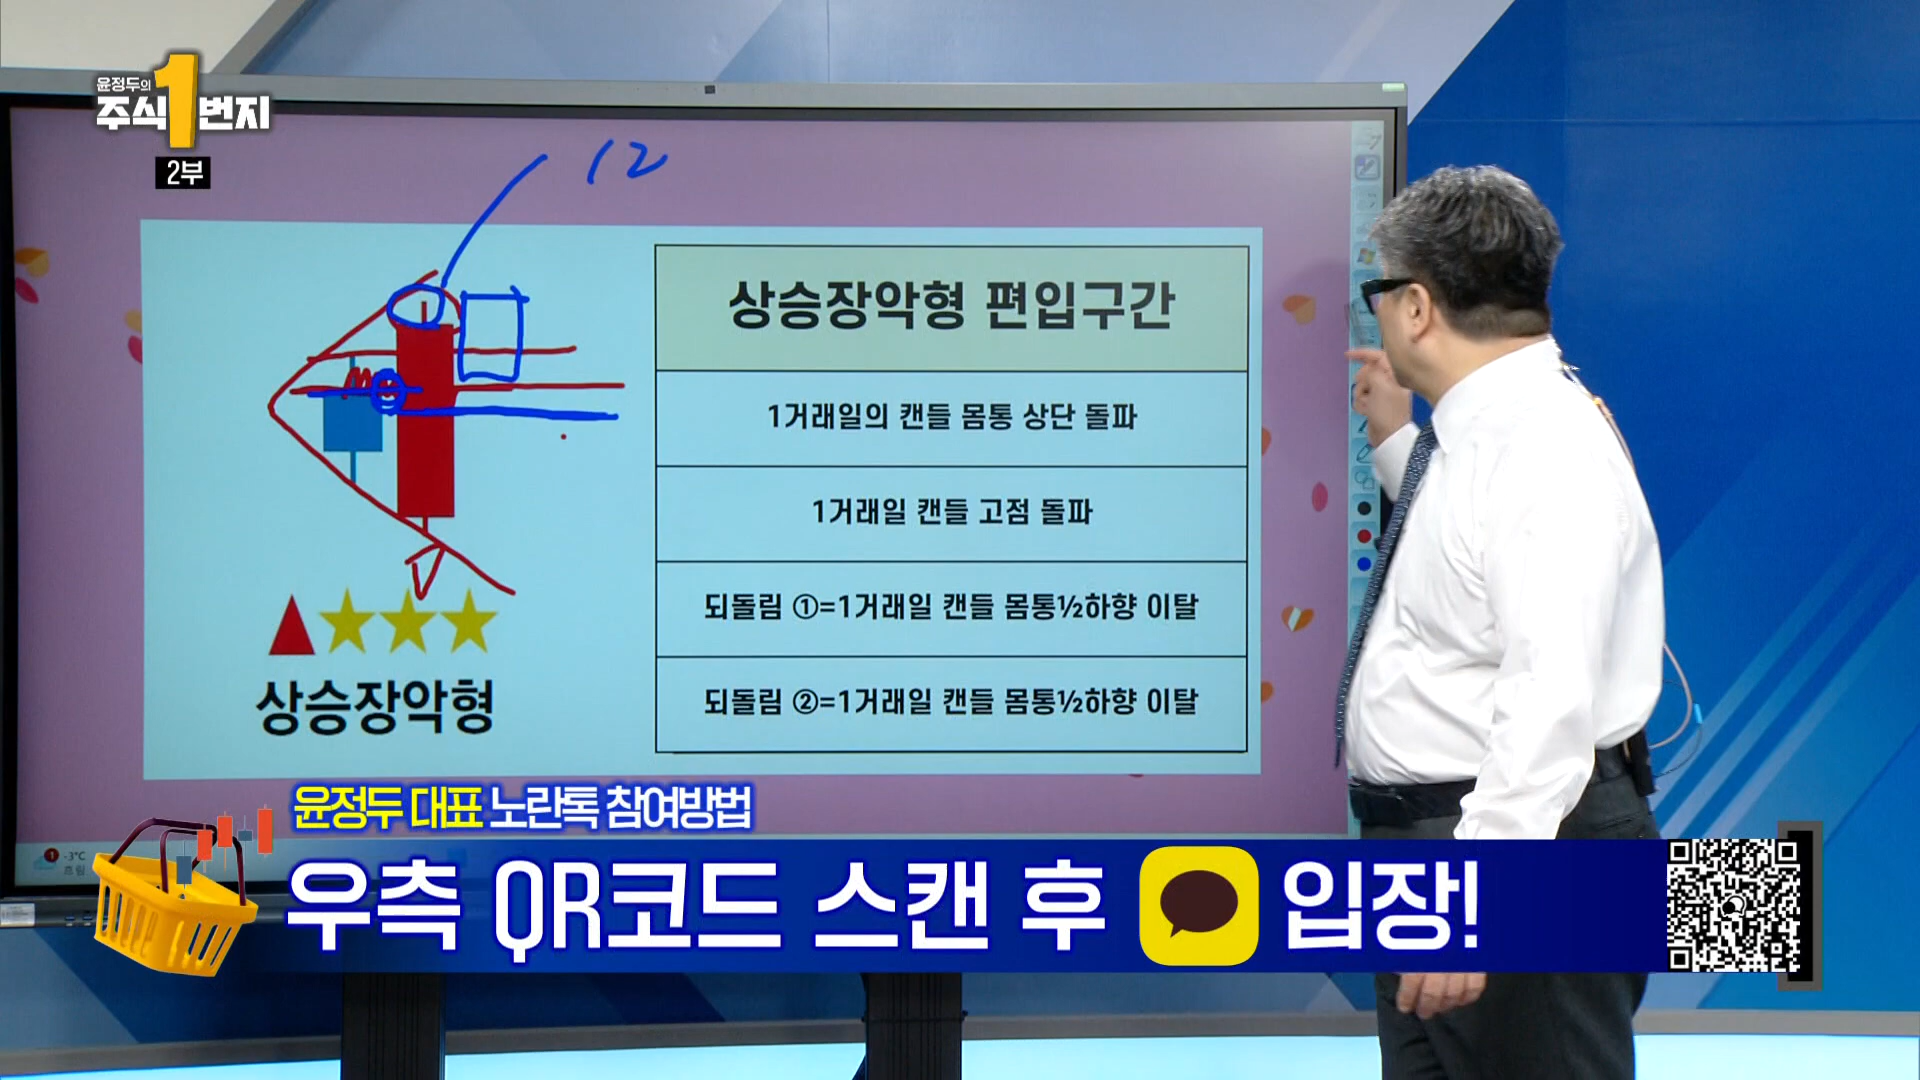 윤정두의
주식1번지
2부
12
상승장악형 편입구간
1거래일의 캔들 몸통 상단 돌파
1거래일 캔들 고점 돌파
되돌림 ①=1거래일 캔들 몸통½하향 이탈
되돌림 ②=1거래일 캔들 몸통½하향 이탈
상승장악형
윤정두 대표 노란톡 참여방법
1 -3°C
흐림
우측 QR코드 스캔 후 입장!